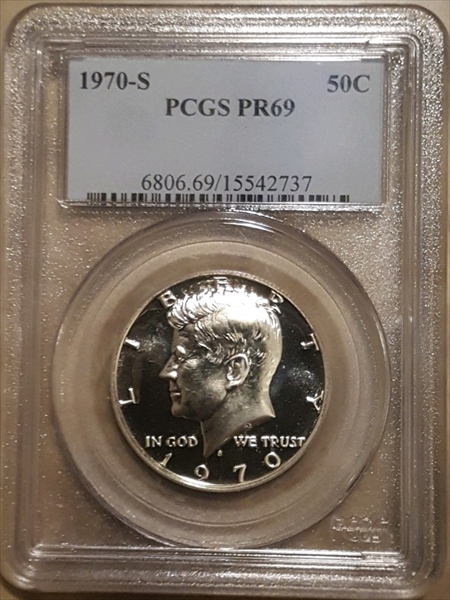 1970-S 50C
PCGS PR69
6806.69/15542737
LIBERTY
IN GOD WE TRUST
S
1970